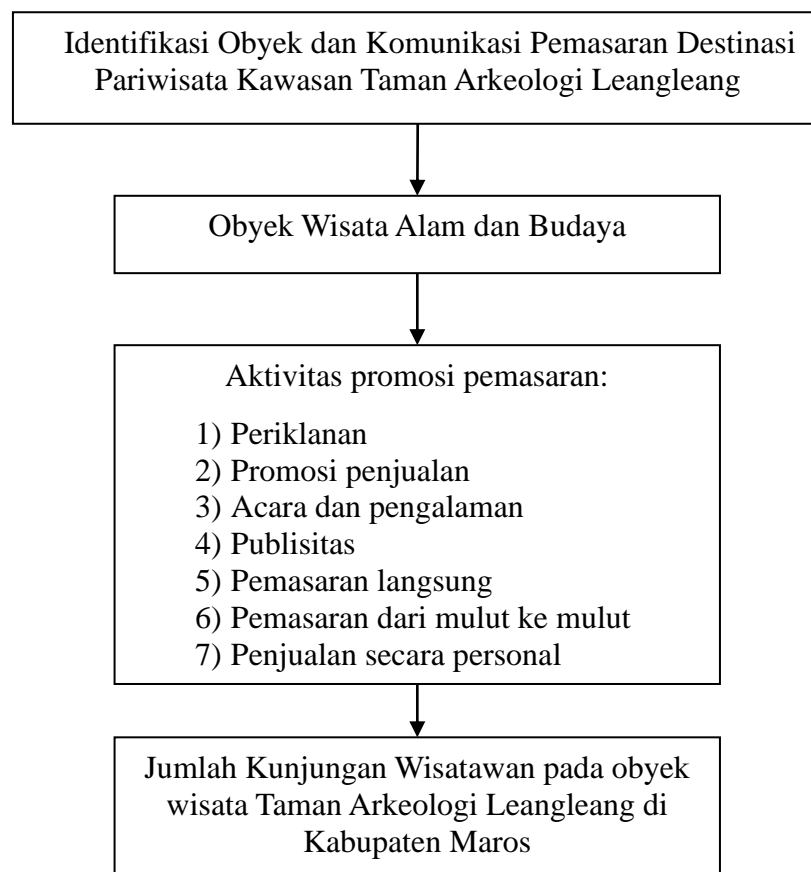 Identifikasi Obyek dan Komunikasi Pemasaran Destinasi
Pariwisata Kawasan Taman Arkeologi Leangleang
Obyek Wisata Alam dan Budaya
Aktivitas promosi pemasaran:
1) Periklanan
2) Promosi penjualan
3) Acara dan pengalaman
4) Publisitas
5) Pemasaran langsung
6) Pemasaran dari mulut ke mulut
7) Penjualan secara personal
Jumlah Kunjungan Wisatawan pada obyek
wisata Taman Arkeologi Leangleang di
Kabupaten Maros